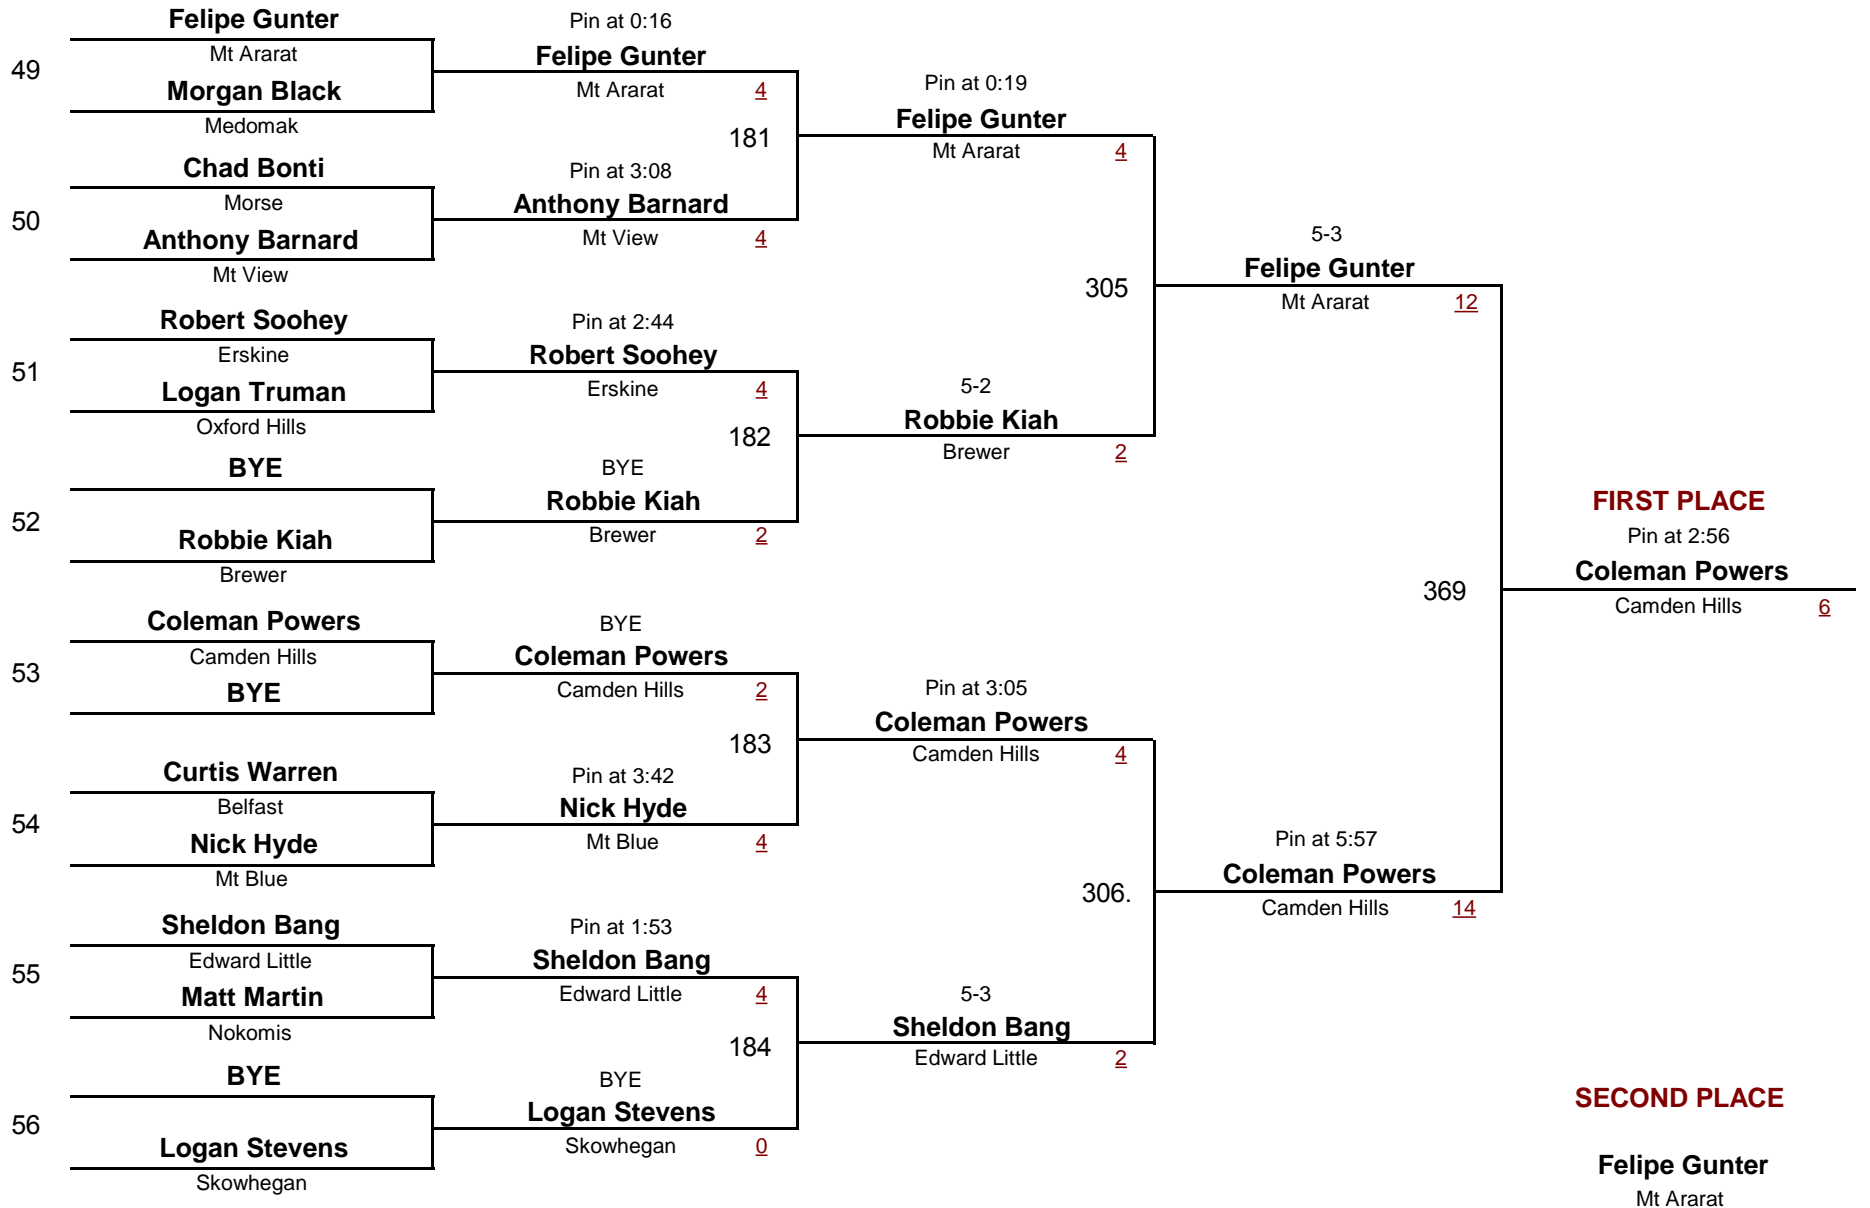 Felipe Gunter
49
Mt Ararat
Morgan Black
Medomak
Chad Bonti
50
Morse
Anthony Barnard
Mt View
Robert Soohey
51
Erskine
Logan Truman
Oxford Hills
BYE
52
Robbie Kiah
Brewer
Coleman Powers
53
Camden Hills
BYE
Curtis Warren
54
Belfast
Nick Hyde
Mt Blue
Sheldon Bang
55
Edward Little
Matt Martin
Nokomis
BYE
56
Logan Stevens
Skowhegan
Pin at 0:16
Felipe Gunter
Mt Ararat 4
181
Pin at 3:08
Anthony Barnard
Mt View 4
Pin at 2:44
Robert Soohey
Erskine 4
182
BYE
Robbie Kiah
Brewer 2
BYE
Coleman Powers
Camden Hills 2
183
Pin at 3:42
Nick Hyde
Mt Blue 4
Pin at 1:53
Sheldon Bang
Edward Little 4
184
BYE
Logan Stevens
Skowhegan 0
Pin at 0:19
Felipe Gunter
Mt Ararat 4
305
5-2
Robbie Kiah
Brewer 2
Pin at 3:05
Coleman Powers
Camden Hills 4
306.
5-3
Sheldon Bang
Edward Little 2
5-3
Felipe Gunter
Mt Ararat 12
369
Pin at 5:57
Coleman Powers
Camden Hills 14
FIRST PLACE
Pin at 2:56
Coleman Powers
Camden Hills 6
SECOND PLACE
Felipe Gunter
Mt Ararat